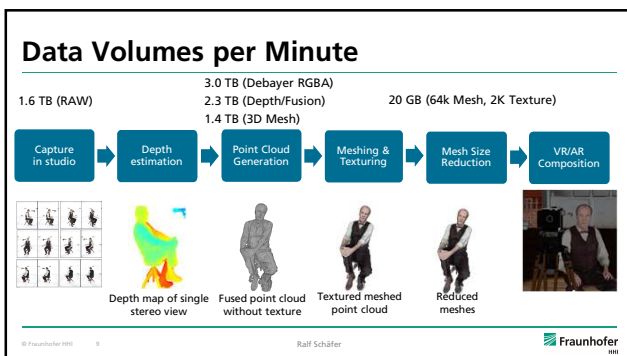 Data Volumes per Minute
3.0 TB (Debayer RGBA)
1.6 TB (RAW)
2.3 TB (Depth/Fusion)
20 GB (64k Mesh, 2K Texture)
1.4 TB (3D Mesh)
Capture
in studio
Depth
estimation
Point Cloud
Generation
Meshing &
Texturing
Mesh Size
Reduction
VR/AR
Composition
Depth map of single
stereo view
Fused point cloud
without texture
Textured meshed
point cloud
Reduced
meshes
© Fraunhofer HHI
9
Ralf Schäfer
Fraunhofer
HHI